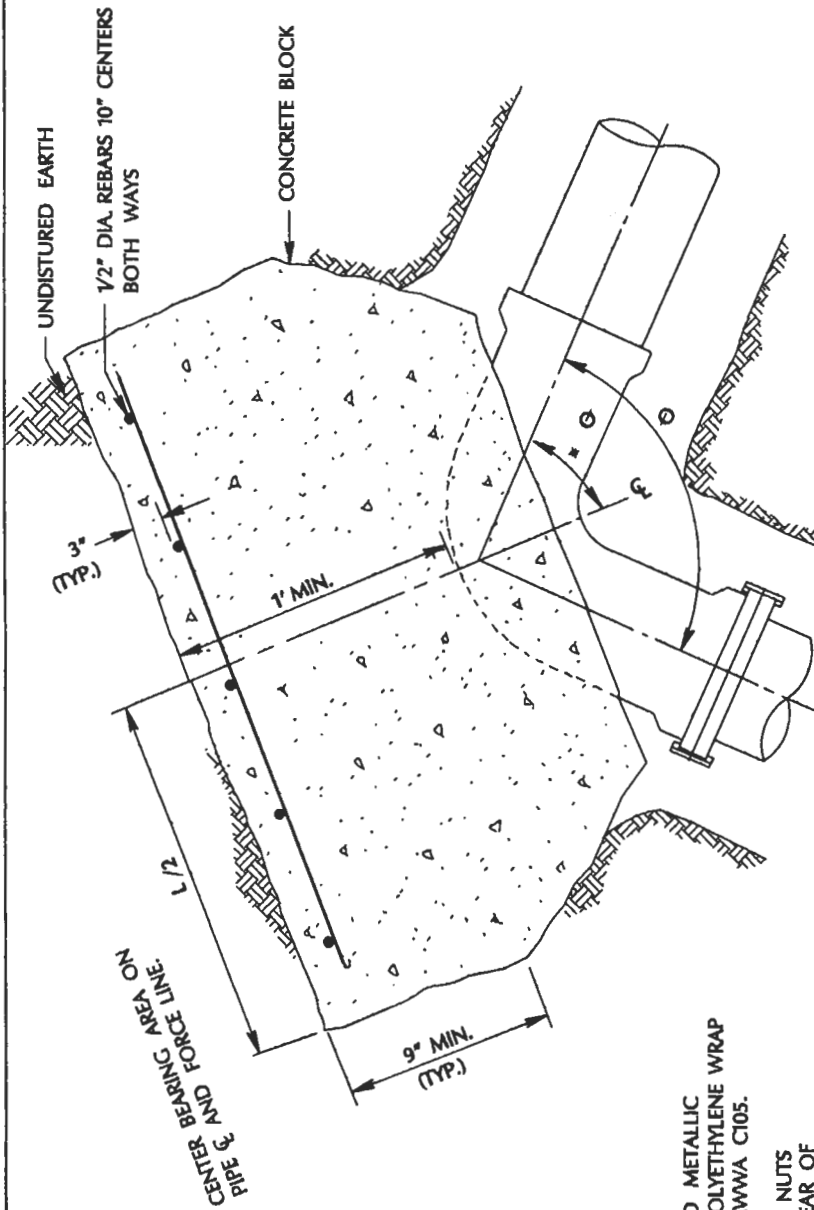 UNDISTURED EARTH
1/2" DIA. REBARS 10" CENTERS
BOTH WAYS
CONCRETE BLOCK
3"
(TYP.)
1' MIN.
L/2
CENTER BEARING AREA ON
PIPE ℄ AND FORCE LINE.
9" MIN.
(TYP.)
℄
METALLIC
OLYETHYLENE WRAP
WWA C105.
NUTS
EAR OF